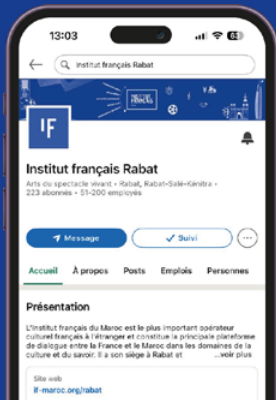 13:03
63
Institut français Rabat
INSTITUT
FRANÇAIS
IF
Institut français Rabat
Arts du spectacle vivant • Rabat, Rabat-Salé-Kénitra •
223 abonnés • 51-200 employés
Message
Suivi
Accueil
À propos
Posts
Emplois
Personnes
Présentation
L'Institut français du Maroc est le plus important opérateur
culturel français à l'étranger et constitue la principale plateforme
de dialogue entre la France et le Maroc dans les domaines de la
culture et du savoir. Il a son siège à Rabat et ...voir plus
Site web
if-maroc.org/rabat